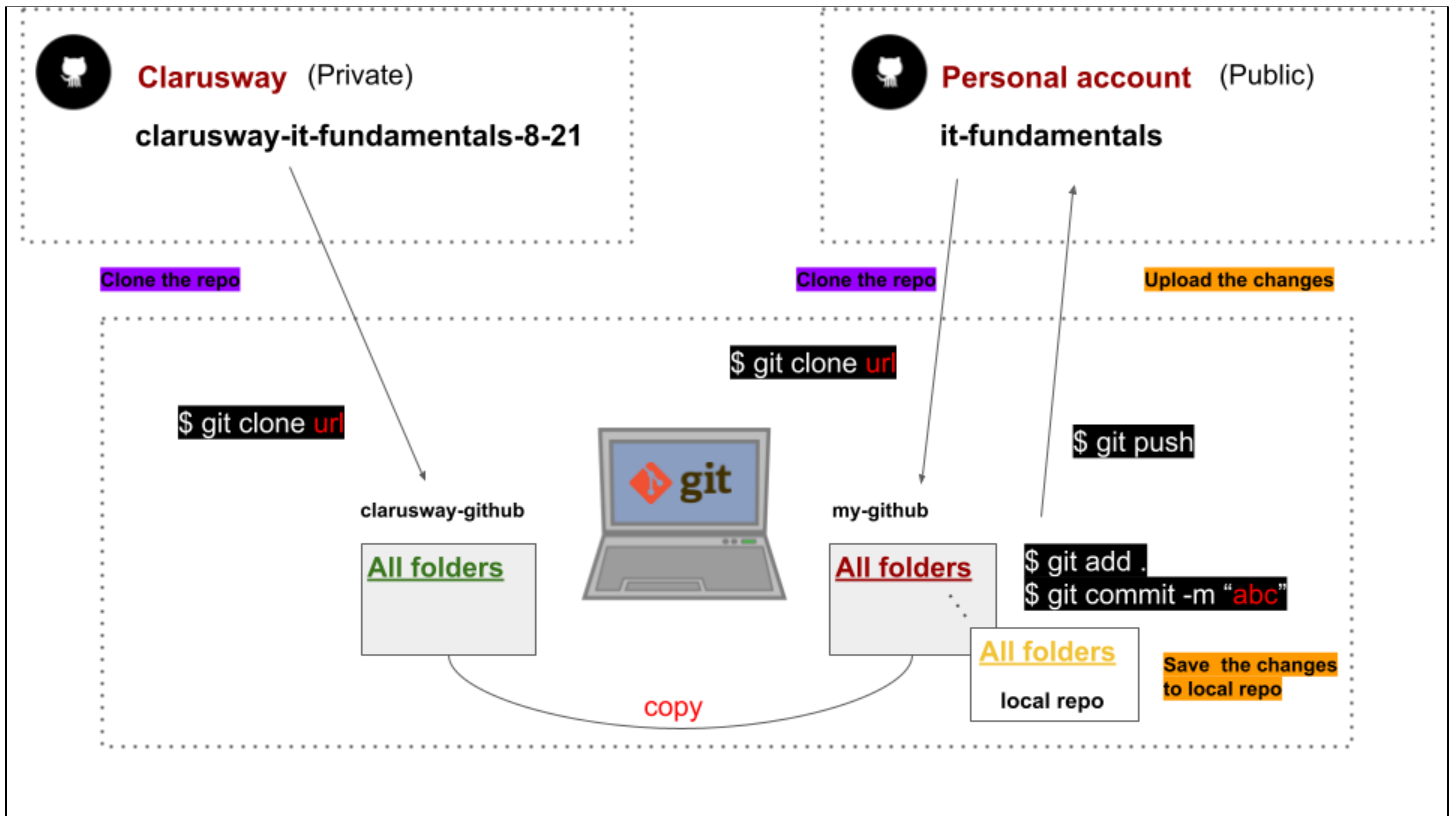 Clarusway (Private)
clarusway-it-fundamentals-8-21
Personal account (Public)
it-fundamentals
Clone the repo
Clone the repo
Upload the changes
$ git clone url
$ git clone url
$ git push
git
clarusway-github
All folders
my-github
All folders
$ git add .
$ git commit -m “abc”
All folders
local repo
Save  the changes
to local repo
copy